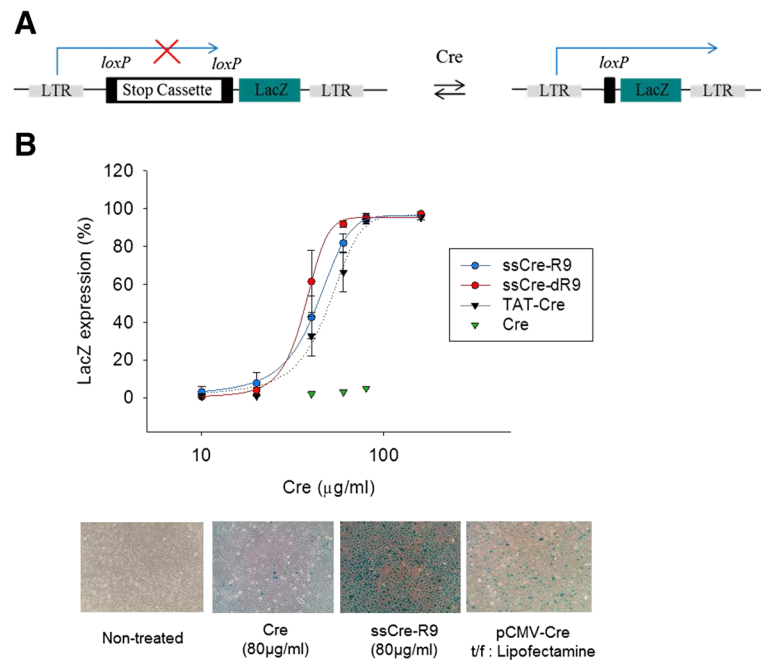 A
loxP loxP Cre loxP
LTR Stop Cassette LacZ LTR LTR LacZ LTR
B
120
100
80
60
40
20
0
LacZ expression (%)
10 100
Cre (μg/ml)
ssCre-R9
ssCre-dR9
TAT-Cre
Cre
Non-treated
Cre
(80μg/ml)
ssCre-R9
(80μg/ml)
pCMV-Cre
t/f : Lipofectamine